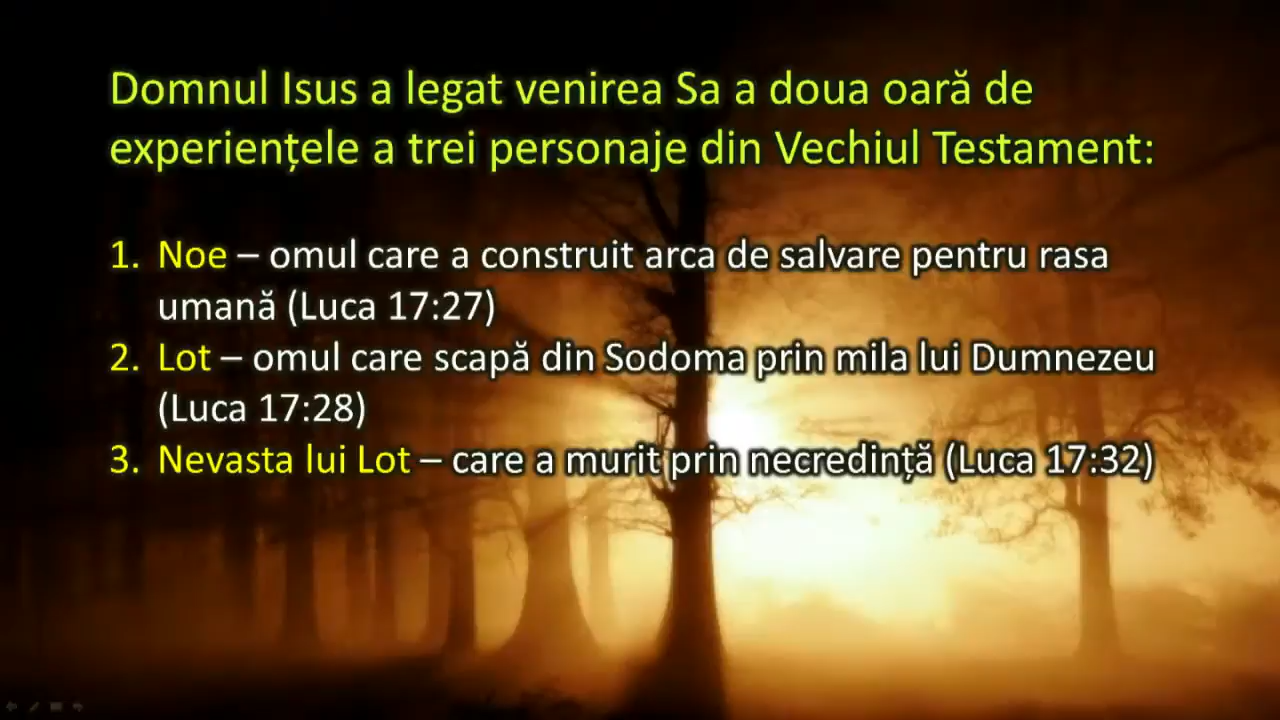 Domnul Isus a legat venirea Sa a doua oară de
experiențele a trei personaje din Vechiul Testament:
1. Noe – omul care a construit arca de salvare pentru rasa
umană (Luca 17:27)
2. Lot – omul care scapă din Sodoma prin mila lui Dumnezeu
(Luca 17:28)
3. Nevasta lui Lot – care a murit prin necredință (Luca 17:32)